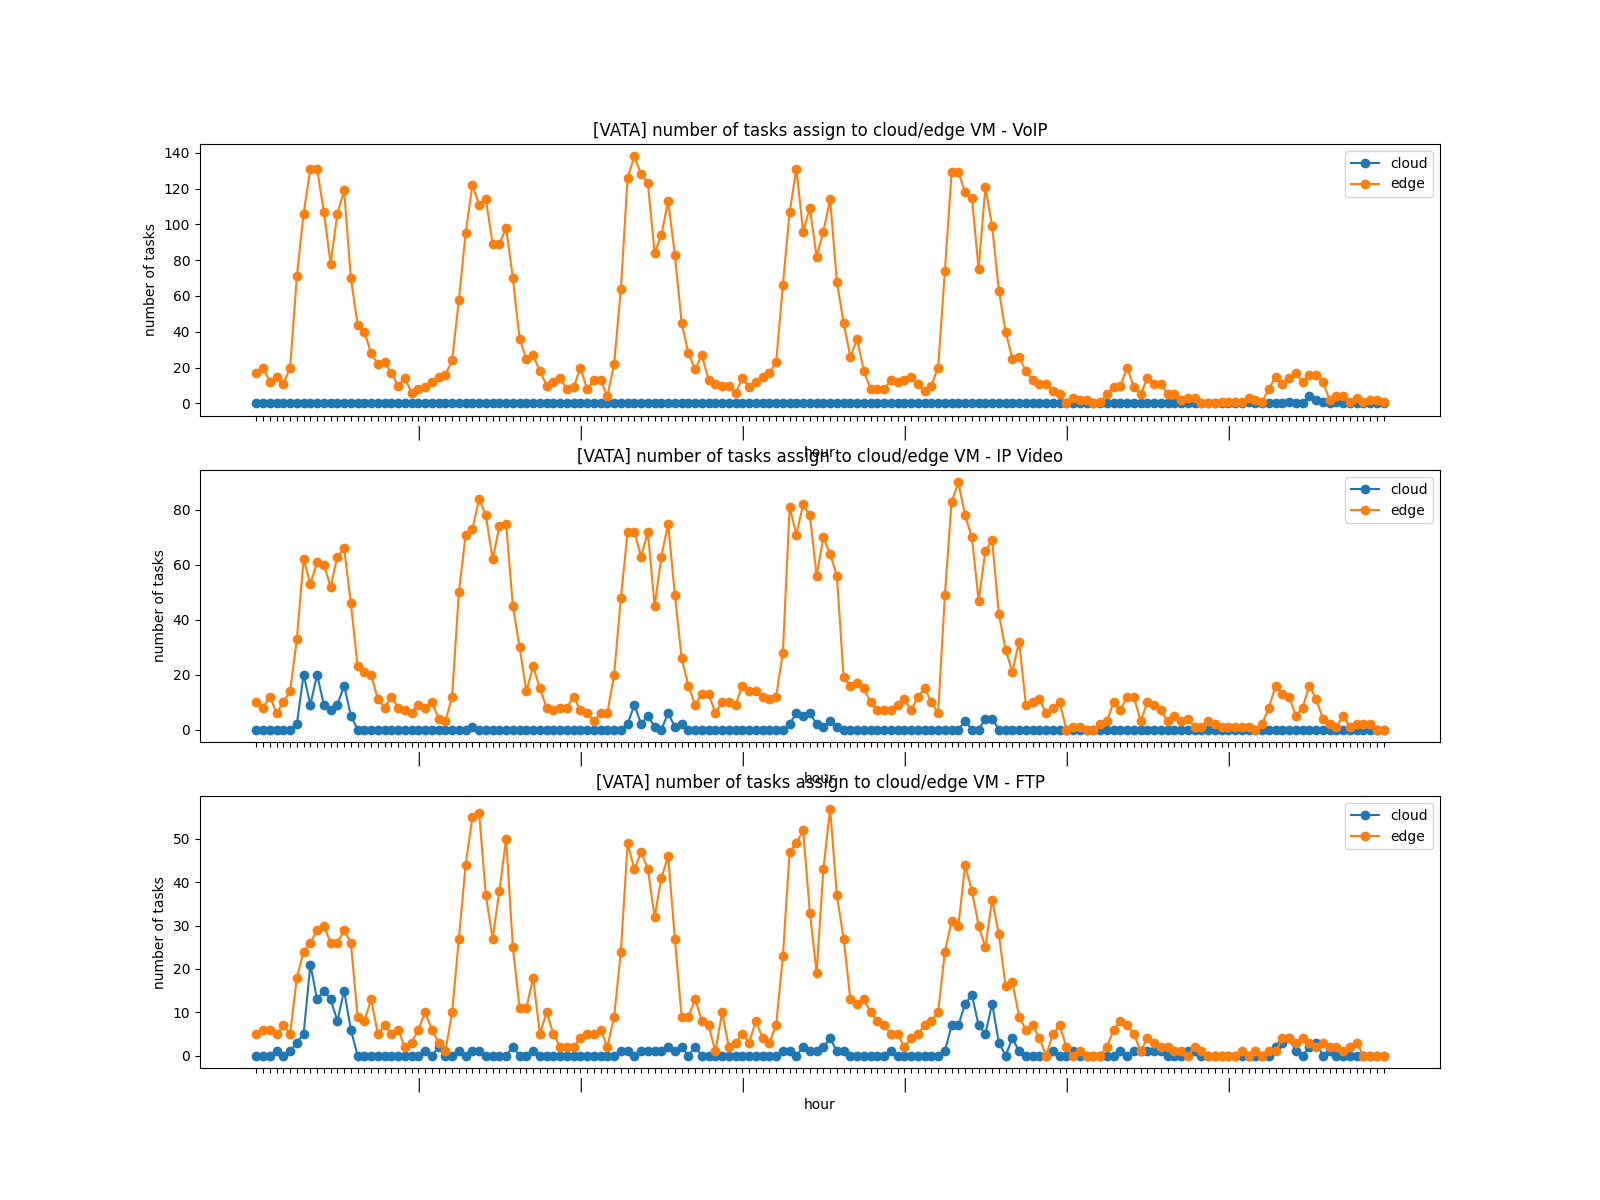 [VATA] number of tasks assign to cloud/edge VM - VoIP
number of tasks
140
120
100
80
60
40
20
0
cloud
edge
hour
[VATA] number of tasks assign to cloud/edge VM - IP Video
number of tasks
80
60
40
20
0
cloud
edge
hour
[VATA] number of tasks assign to cloud/edge VM - FTP
number of tasks
50
40
30
20
10
0
cloud
edge
hour